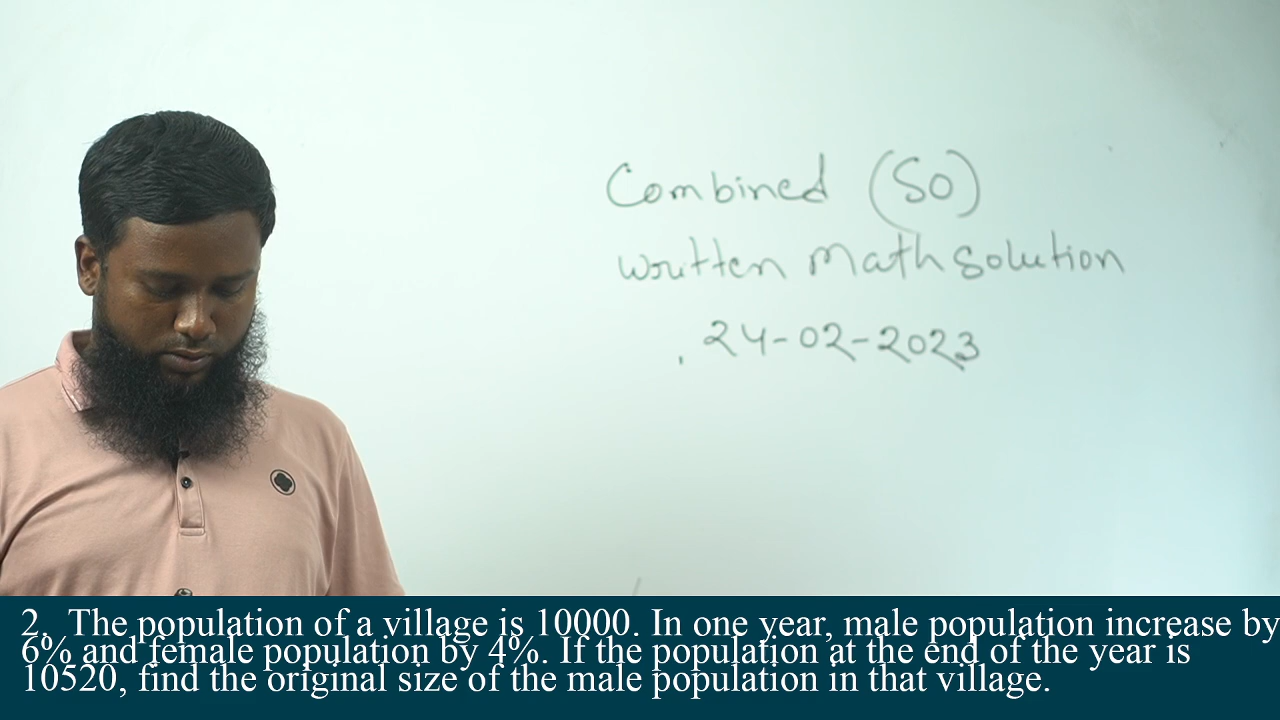 Combined (SO)
written Math solution
24-02-2023
2. The population of a village is 10000. In one year, male population increase by
6% and female population by 4%. If the population at the end of the year is
10520, find the original size of the male population in that village.